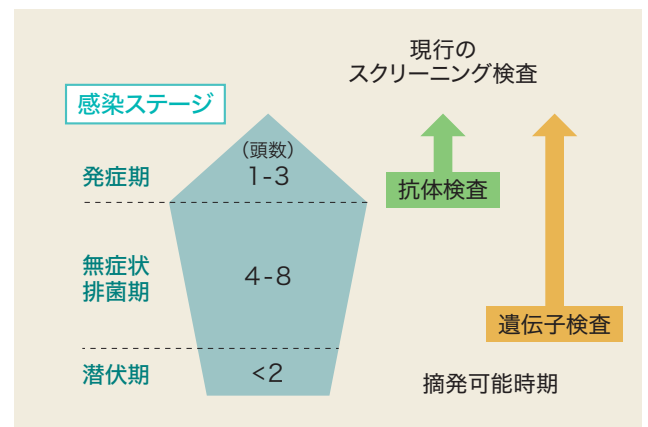 現行の
スクリーニング検査
感染ステージ
(頭数)
発症期
1-3
抗体検査
無症状
排菌期
4-8
遺伝子検査
潜伏期
<2
摘発可能時期